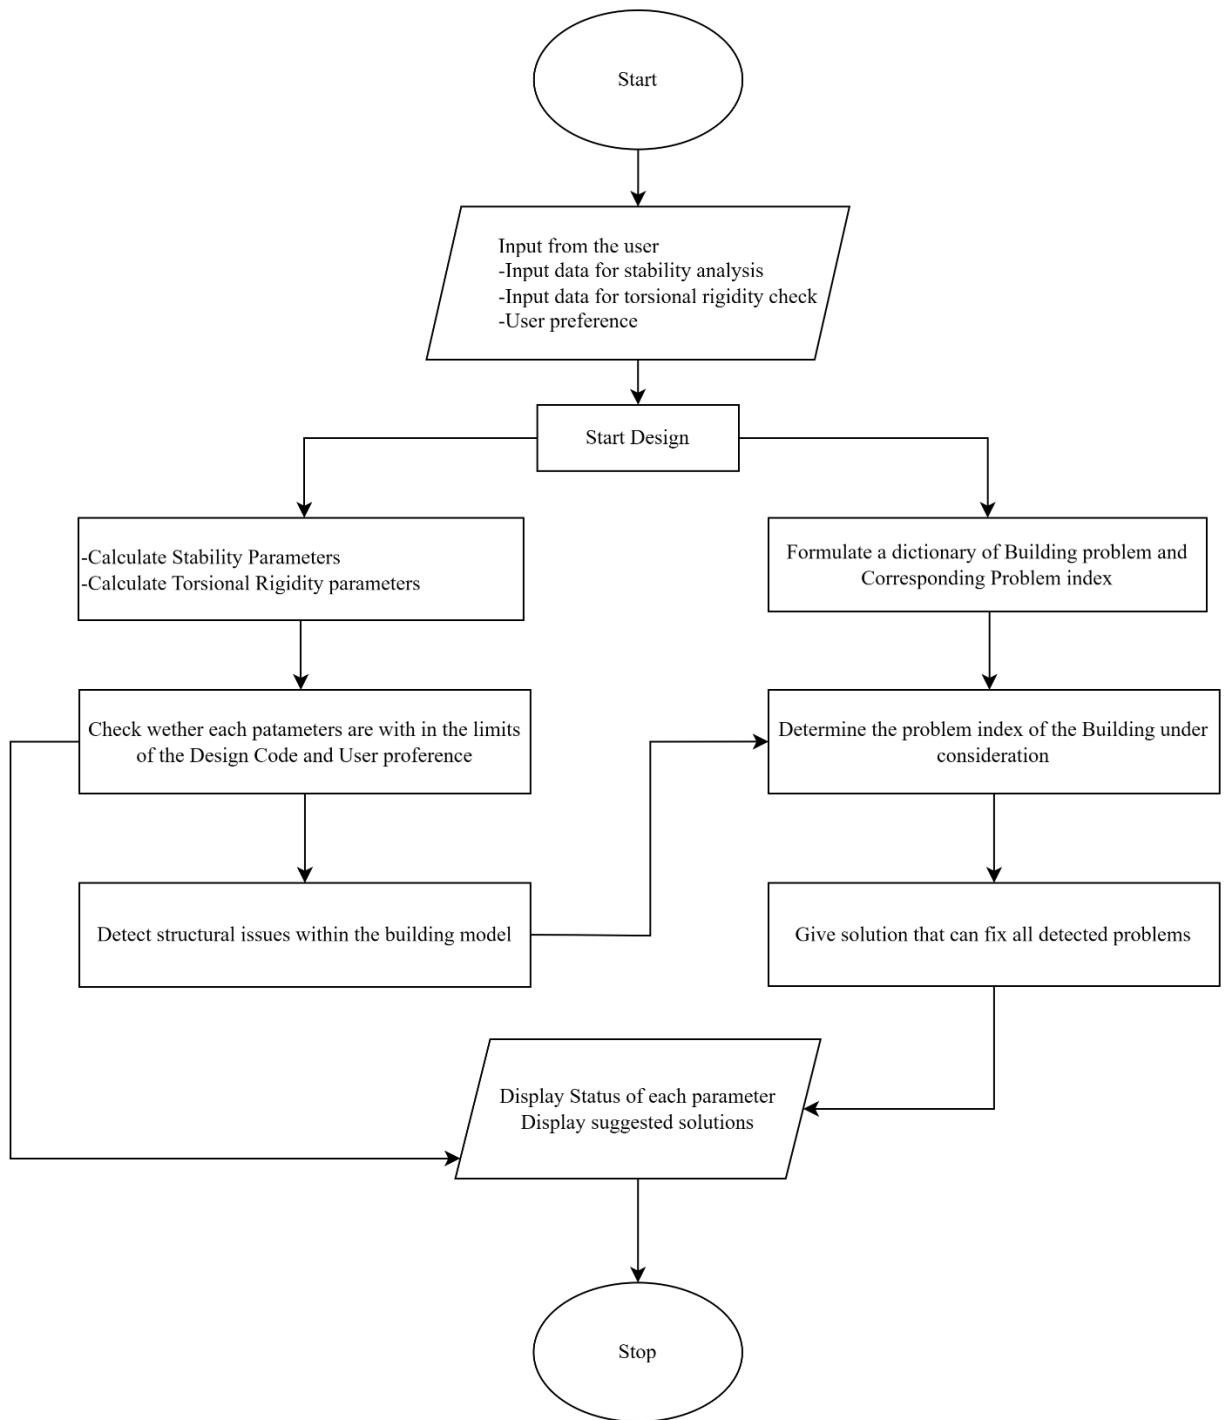 Start
Input from the user
-Input data for stability analysis
-Input data for torsional rigidity check
-User preference
Start Design
-Calculate Stability Parameters
-Calculate Torsional Rigidity parameters
Formulate a dictionary of Building problem and
Corresponding Problem index
Check wether each patameters are with in the limits
of the Design Code and User proference
Determine the problem index of the Building under
consideration
Detect structural issues within the building model
Give solution that can fix all detected problems
Display Status of each parameter
Display suggested solutions
Stop